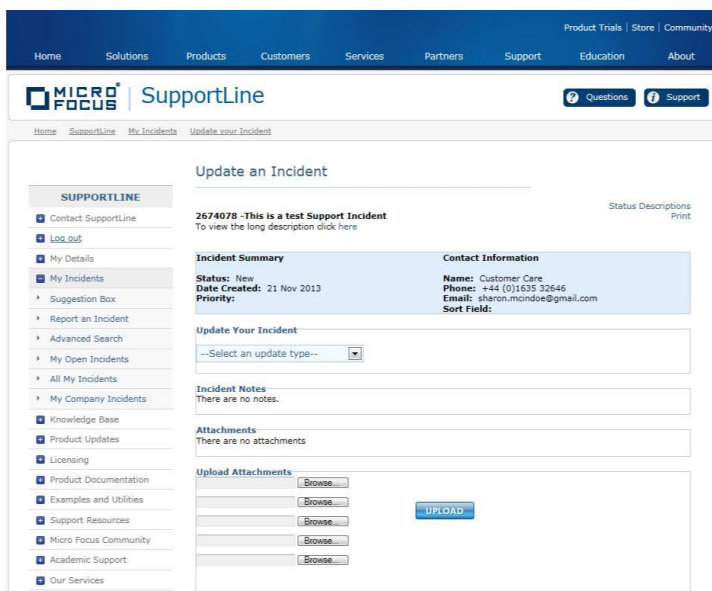 Product Trials | Store | Community
Home Solutions Products Customers Services Partners Support Education About
MICRO FOCUS | SupportLine
Questions Support
Home SupportLine My Incidents Update your Incident
Update an Incident
SUPPORTLINE
Contact SupportLine
Log out
My Details
My Incidents
Suggestion Box
Report an Incident
Advanced Search
My Open Incidents
All My Incidents
My Company Incidents
Knowledge Base
Product Updates
Licensing
Product Documentation
Examples and Utilities
Support Resources
Micro Focus Community
Academic Support
Our Services
Status Descriptions
Print
2674078 -This is a test Support Incident
To view the long description click here
Incident Summary
Status: New
Date Created: 21 Nov 2013
Priority:
Contact Information
Name: Customer Care
Phone: +44 (0)1635 32646
Email: sharon.mcindoe@gmail.com
Sort Field:
Update Your Incident
--Select an update type--
Incident Notes
There are no notes.
Attachments
There are no attachments
Upload Attachments
Browse...
Browse...
Browse...
Browse...
Browse...
UPLOAD